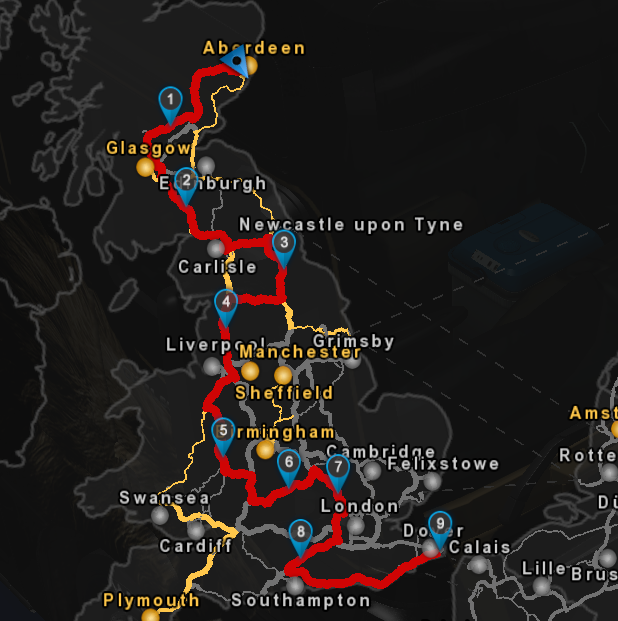 Aberdeen
1
Glasgow
Edinburgh
2
Newcastle upon Tyne
3
Carlisle
4
Liverpool
Grimsby
Manchester
Sheffield
5
rmingham
Cambridge
6
7
Felixstowe
Swansea
London
8
9
Cardiff
Dover
Calais
Plymouth
Southampton
Amst
Rotte
Dü
Lille
Brus